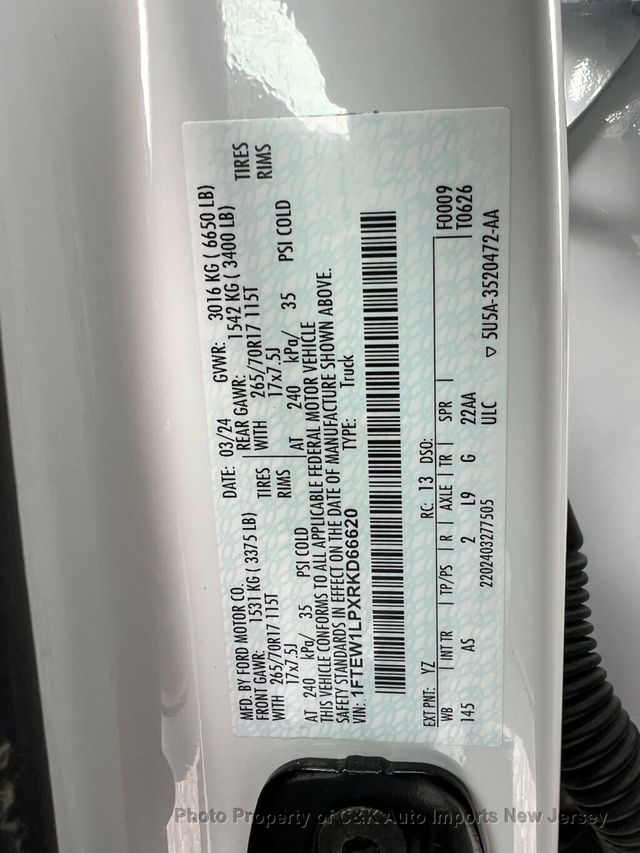 MFD. BY FORD MOTOR CO.
DATE: 03/24 GVWR: 3016 KG ( 6650 LB)
FRONT GAWR: 1531 KG ( 3375 LB) REAR GAWR: 1542 KG ( 3400 LB)
WITH 265/70R17 115T TIRES WITH 265/70R17 115T TIRES
17x7.5J RIMS 17x7.5J RIMS
AT 240 kPa/ 35 PSI COLD AT 240 kPa/ 35 PSI COLD
THIS VEHICLE CONFORMS TO ALL APPLICABLE FEDERAL MOTOR VEHICLE
SAFETY STANDARDS IN EFFECT ON THE DATE OF MANUFACTURE SHOWN ABOVE.
VIN: 1FTEW1LPXRKD66620 TYPE: Truck
F0009
EXT PNT: YZ RC: 13 DSO: T0626
WB INT TR TP/PS R AXLE TR SPR
145 AS 2 L9 G 22AA
2202403277505 ULC ▽ 5U5A-3520472-AA
Photo Property of C&K Auto Imports New Jersey